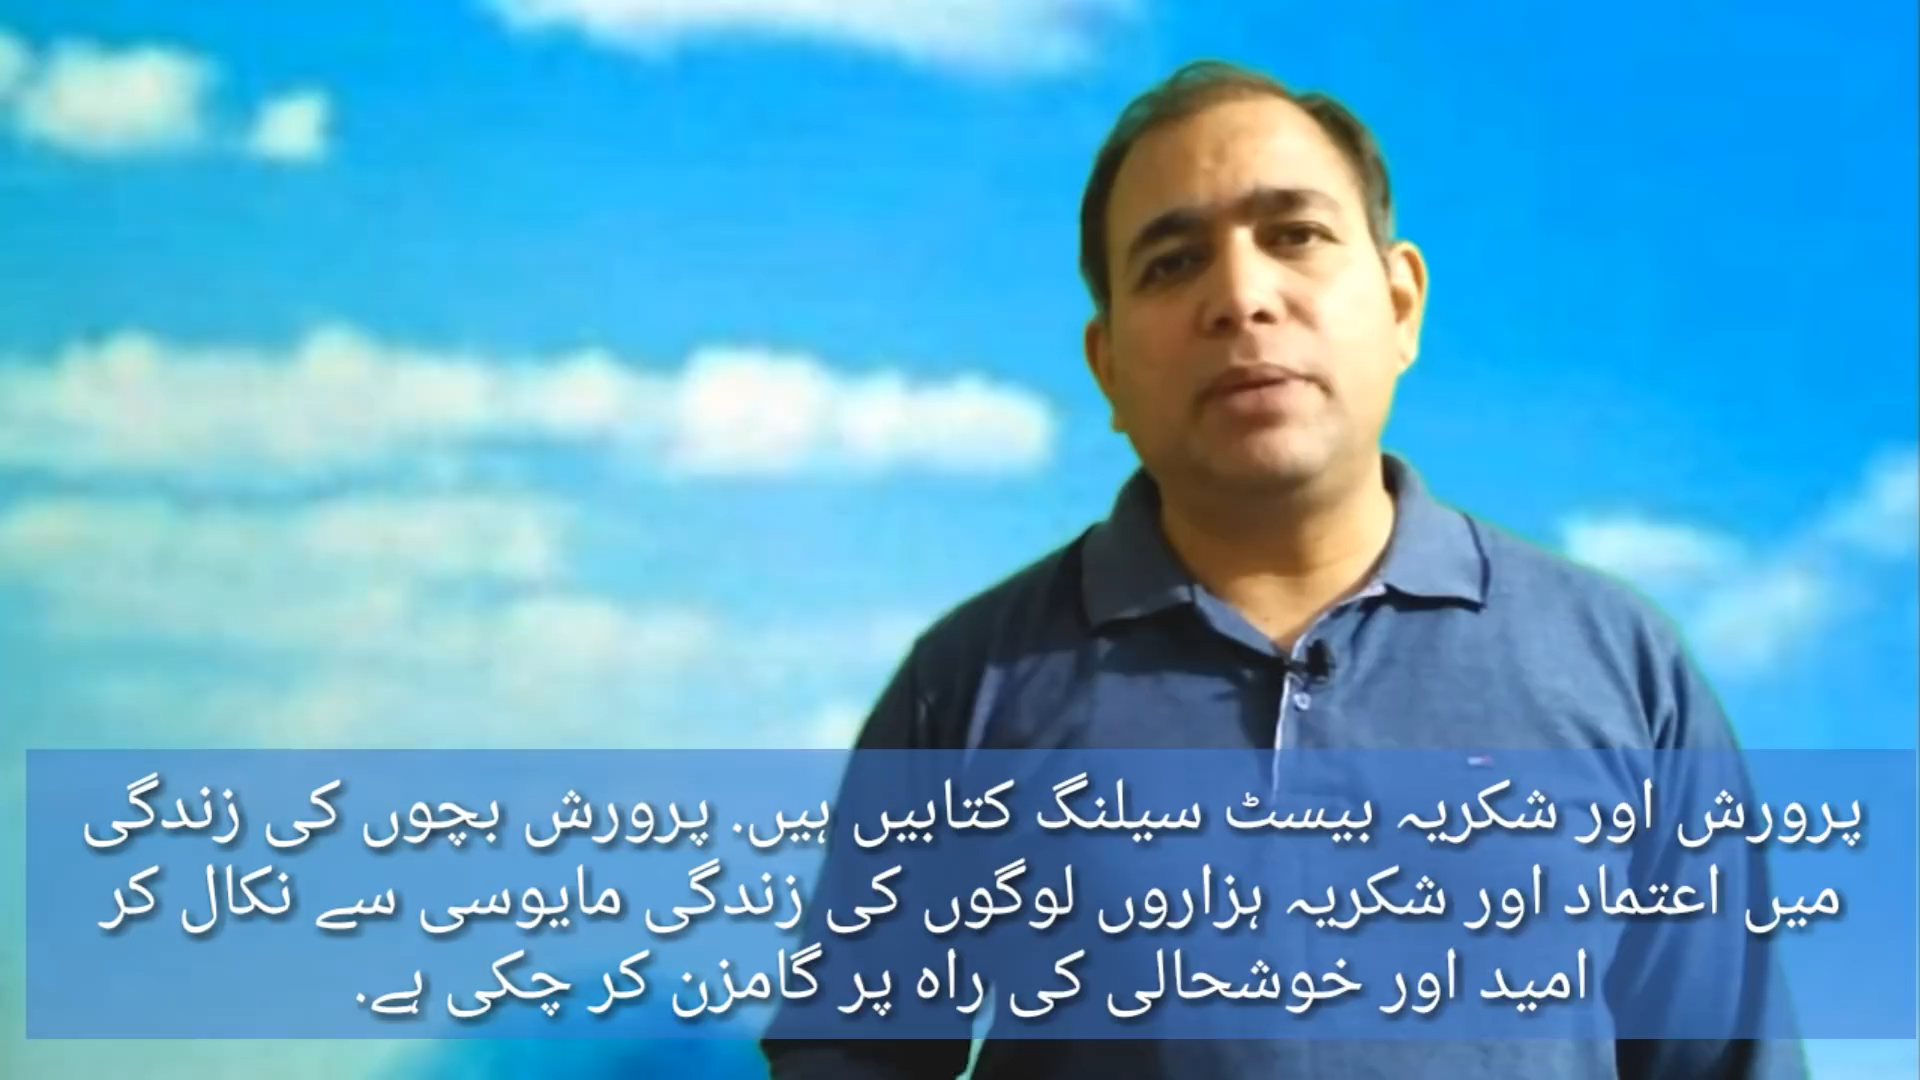 پرورش اور شکریہ بیسٹ سیلنگ کتابیں ہیں. پرورش بچوں کی زندگی
میں اعتماد اور شکریہ ہزاروں لوگوں کی زندگی مایوسی سے نکال کر
امید اور خوشحالی کی راہ پر گامزن کر چکی ہے.